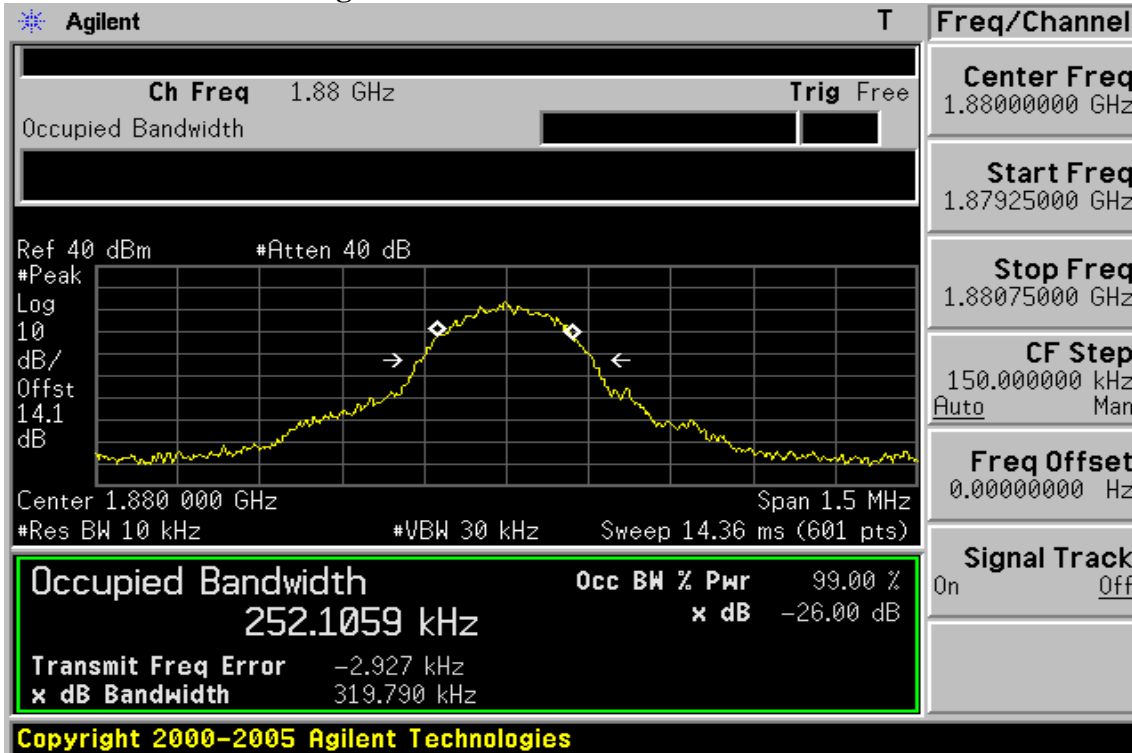 Agilent T
Freq/Channel
Ch Freq 1.88 GHz Trig Free
Occupied Bandwidth
Center Freq
1.88000000 GHz
Start Freq
1.87925000 GHz
Stop Freq
1.88075000 GHz
CF Step
150.000000 kHz
Auto Man
Freq Offset
0.00000000 Hz
Signal Track
On Off
Ref 40 dBm #Atten 40 dB
#Peak
Log
10
dB/
Offst
14.1
dB
Center 1.880 000 GHz Span 1.5 MHz
#Res BW 10 kHz #VBW 30 kHz Sweep 14.36 ms (601 pts)
Occupied Bandwidth
252.1059 kHz
Occ BW % Pwr 99.00 %
x dB -26.00 dB
Transmit Freq Error -2.927 kHz
x dB Bandwidth 319.790 kHz
Copyright 2000-2005 Agilent Technologies